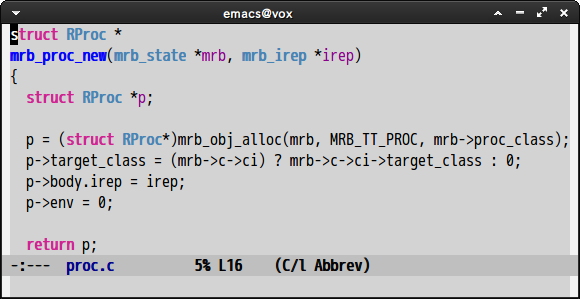 emacs@vox
struct RProc *
mrb_proc_new(mrb_state *mrb, mrb_irep *irep)
{
  struct RProc *p;

  p = (struct RProc*)mrb_obj_alloc(mrb, MRB_TT_PROC, mrb->proc_class);
  p->target_class = (mrb->c->ci) ? mrb->c->ci->target_class : 0;
  p->body.irep = irep;
  p->env = 0;

  return p;
-:---  proc.c          5% L16    (C/l Abbrev)